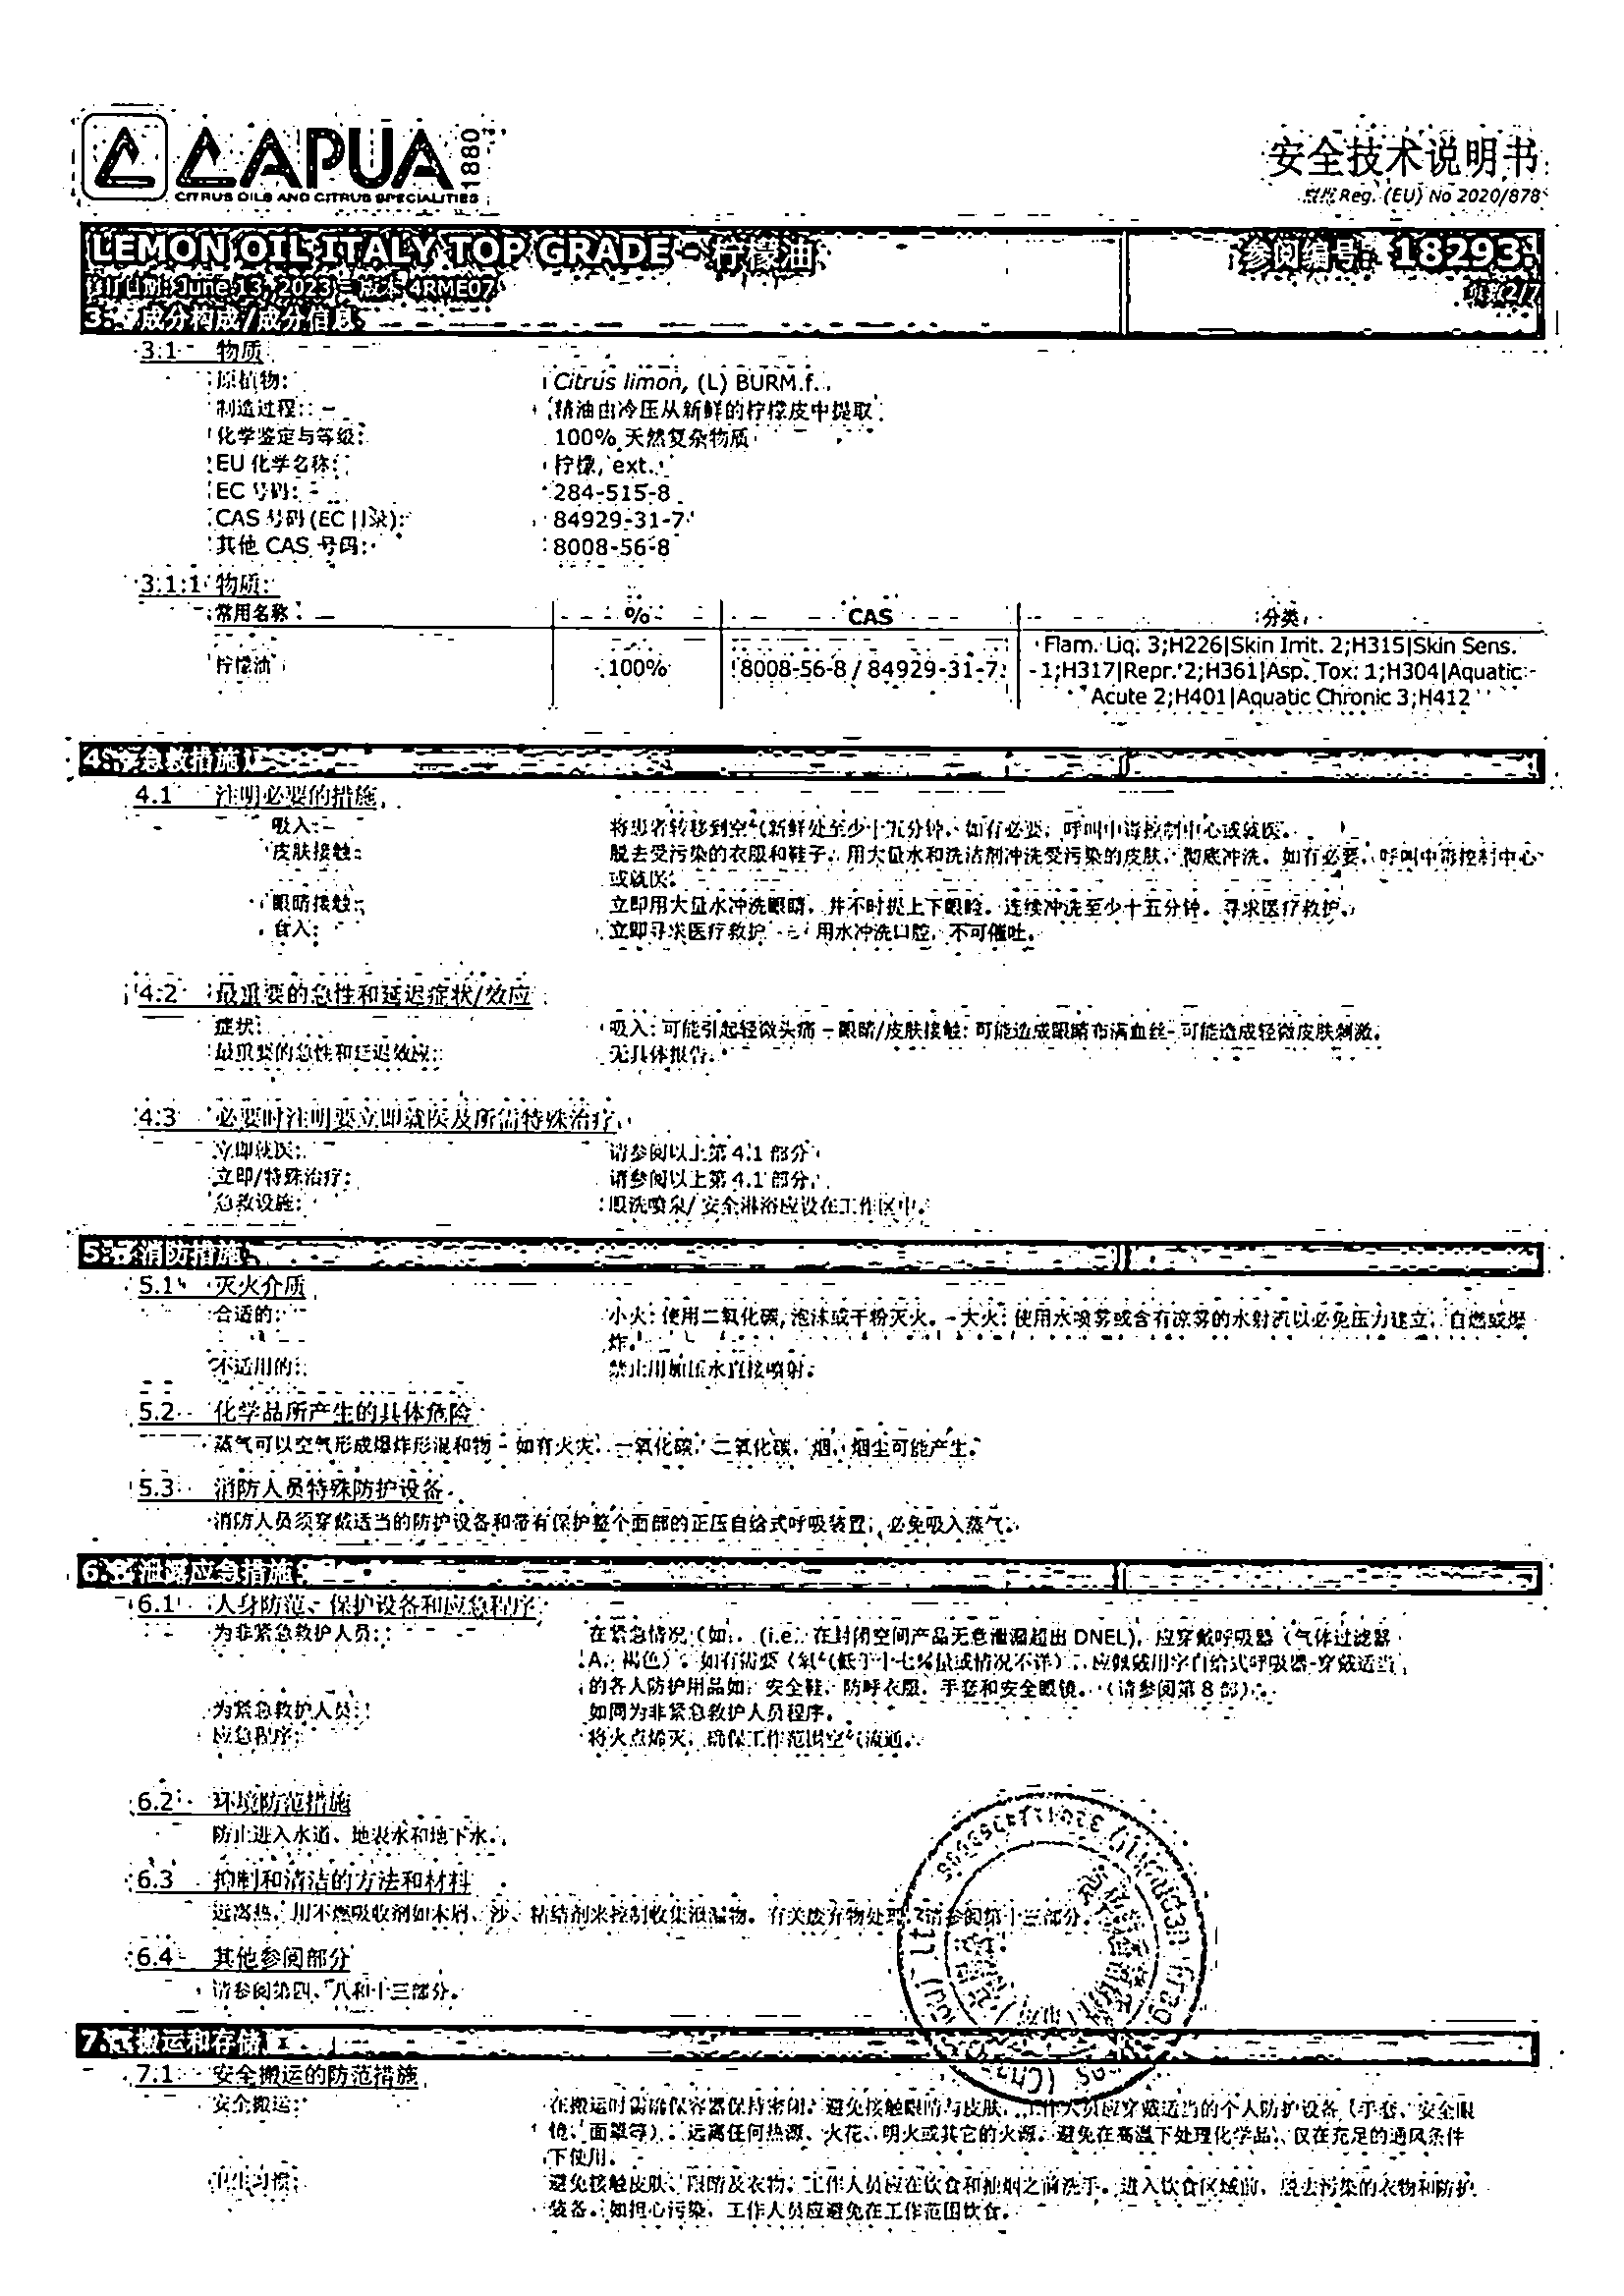 CAPUA 1880
CITRUS OILS AND CITRUS SPECIALITIES
安全技术说明书
Reg. (EU) No 2020/878
LEMON OIL ITALY TOP GRADE - 柠檬油
参阅编号: 18293
June 13, 2023 - 版本 4RME07
页数2/7
3. 成分构成/成分信息
3.1 物质
原植物: Citrus limon, (L) BURM.f.
制造过程: 精油由冷压从新鲜的柠檬皮中提取
化学鉴定与等级: 100% 天然复杂物质
EU 化学名称: 柠檬, ext.
EC 号码: 284-515-8
CAS 号码 (EC 目录): 84929-31-7
其他 CAS 号码: 8008-56-8
3.1.1 物质:
常用名称 % CAS 分类
柠檬油 100% 8008-56-8 / 84929-31-7
Flam. Liq. 3;H226|Skin Irrit. 2;H315|Skin Sens.
1;H317|Repr. 2;H361|Asp. Tox. 1;H304|Aquatic
Acute 2;H401|Aquatic Chronic 3;H412
4. 急救措施
4.1 注明必要的措施
吸入: 将患者转移到空气新鲜处至少十五分钟，如有必要，呼叫中毒控制中心或就医。
皮肤接触: 脱去受污染的衣服和鞋子。用大量水和洗洁剂冲洗受污染的皮肤，彻底冲洗。如有必要，呼叫中毒控制中心
或就医。
眼睛接触: 立即用大量水冲洗眼睛，并不时提上下眼睑。连续冲洗至少十五分钟。寻求医疗救护。
食入: 立即寻求医疗救护 - 用水冲洗口腔，不可催吐。
4.2 最重要的急性和延迟症状/效应
症状: 吸入: 可能引起轻微头痛 - 眼睛/皮肤接触: 可能造成眼睛布满血丝- 可能造成轻微皮肤刺激。
最重要的急性和延迟效应: 无具体报告。
4.3 必要时注明要立即就医及所需特殊治疗
立即就医: 请参阅以上第 4.1 部分
立即/特殊治疗: 请参阅以上第 4.1 部分
急救设施: 眼洗喷泉/ 安全淋浴应设在工作区中。
5. 消防措施
5.1 灭火介质
合适的: 小火: 使用二氧化碳, 泡沫或干粉灭火。- 大火: 使用水喷雾或含有凉雾的水射流以必免压力建立，自燃或爆
炸。
不适用的: 禁止用加压水直接喷射。
5.2 化学品所产生的具体危险
蒸气可以空气形成爆炸形混和物 - 如有火灾，一氧化碳，二氧化碳，烟，烟尘可能产生。
5.3 消防人员特殊防护设备
消防人员须穿戴适当的防护设备和带有保护整个面部的正压自给式呼吸装置，必免吸入蒸气。
6. 泄露应急措施
6.1 人身防范、保护设备和应急程序
为非紧急救护人员: 在紧急情况 (如: (i.e. 在封闭空间产品无意泄漏超出 DNEL)，应穿戴呼吸器（气体过滤器
A，褐色）。如有需要（氧气低于十七%量或情况不详），应佩戴用字自给式呼吸器-穿戴适当
的各人防护用品如: 安全鞋，防呼衣服，手套和安全眼镜。（请参阅第 8 部）
为紧急救护人员: 如同为非紧急救护人员程序。
应急程序: 将火点熄灭，确保工作范围空气流通。
6.2 环境防范措施
防止进入水道、地表水和地下水。
6.3 抑制和清洁的方法和材料
远离热，用不燃吸收剂如木屑、沙、粘结剂来控制收集液漏物。有关废弃物处理，请参阅第十三部分。
6.4 其他参阅部分
请参阅第四、八和十三部分。
7. 搬运和存储
7.1 安全搬运的防范措施
安全搬运: 在搬运时需确保容器保持密闭。避免接触眼睛与皮肤，工作人员应穿戴适当的个人防护设备（手套、安全眼
镜，面罩等）。远离任何热源、火花、明火或其它的火源。避免在高温下处理化学品，仅在充足的通风条件
下使用。
卫生习惯: 避免接触皮肤、眼睛及衣物。工作人员应在饮食和抽烟之前洗手。进入饮食区域前，脱去污染的衣物和防护
装备。如担心污染，工作人员应避免在工作范围饮食。